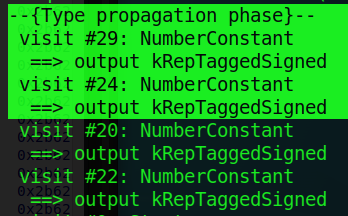 --{Type propagation phase}--
visit #29: NumberConstant
==> output kRepTaggedSigned
visit #24: NumberConstant
==> output kRepTaggedSigned
visit #20: NumberConstant
==> output kRepTaggedSigned
visit #22: NumberConstant
==> output kRepTaggedSigned